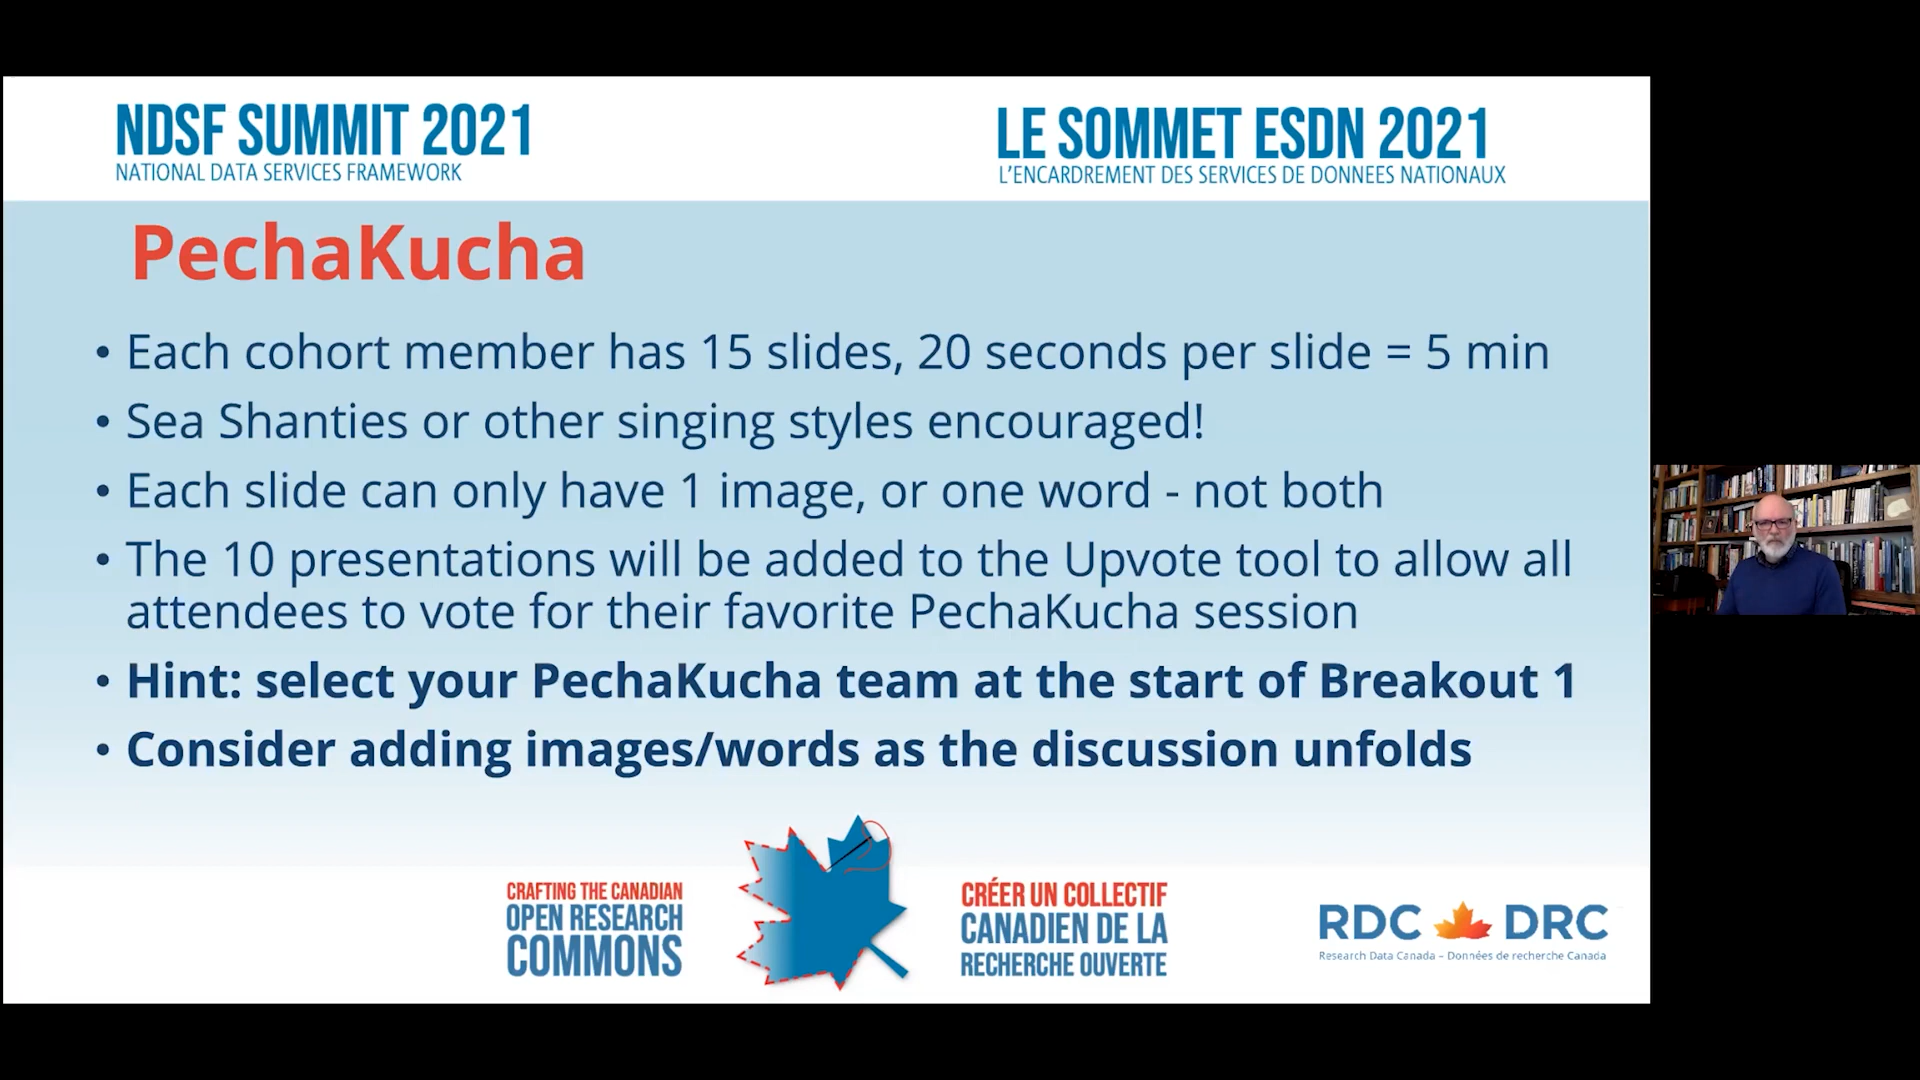 NDSF SUMMIT 2021
NATIONAL DATA SERVICES FRAMEWORK
LE SOMMET ESDN 2021
L'ENCARDREMENT DES SERVICES DE DONNEES NATIONAUX
PechaKucha
• Each cohort member has 15 slides, 20 seconds per slide = 5 min
• Sea Shanties or other singing styles encouraged!
• Each slide can only have 1 image, or one word - not both
• The 10 presentations will be added to the Upvote tool to allow all
attendees to vote for their favorite PechaKucha session
• Hint: select your PechaKucha team at the start of Breakout 1
• Consider adding images/words as the discussion unfolds
CRAFTING THE CANADIAN
OPEN RESEARCH
COMMONS
CRÉER UN COLLECTIF
CANADIEN DE LA
RECHERCHE OUVERTE
RDC DRC
Research Data Canada – Données de recherche Canada